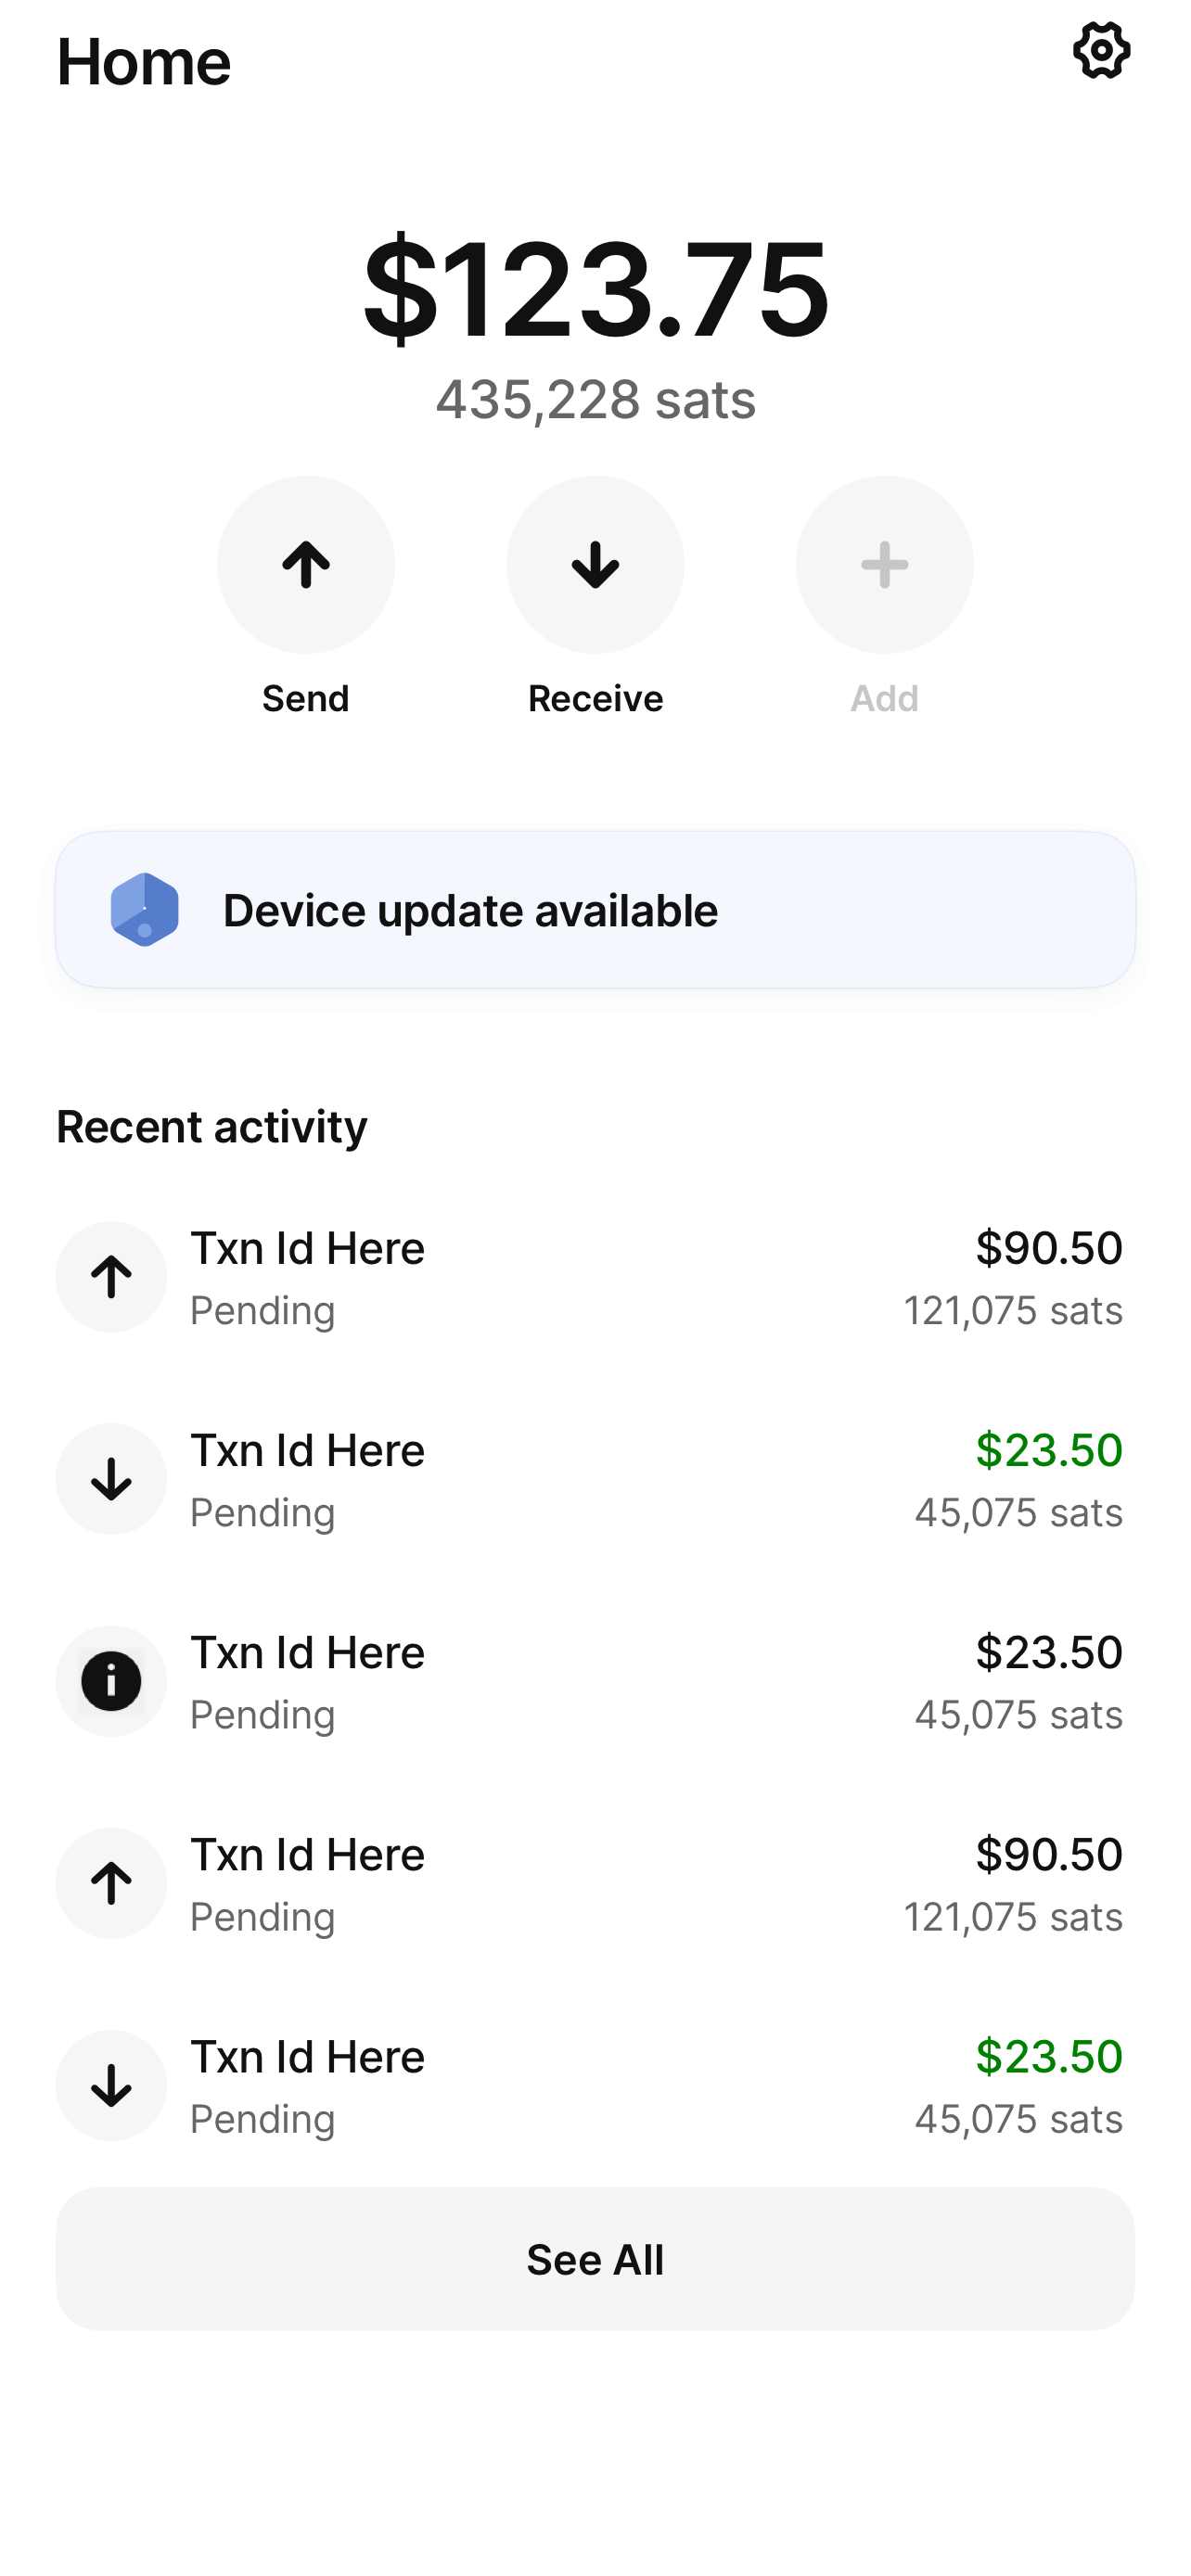 Home
$123.75
435,228 sats
Send Receive Add
Device update available
Recent activity
Txn Id Here $90.50
Pending 121,075 sats
Txn Id Here $23.50
Pending 45,075 sats
Txn Id Here $23.50
Pending 45,075 sats
Txn Id Here $90.50
Pending 121,075 sats
Txn Id Here $23.50
Pending 45,075 sats
See All